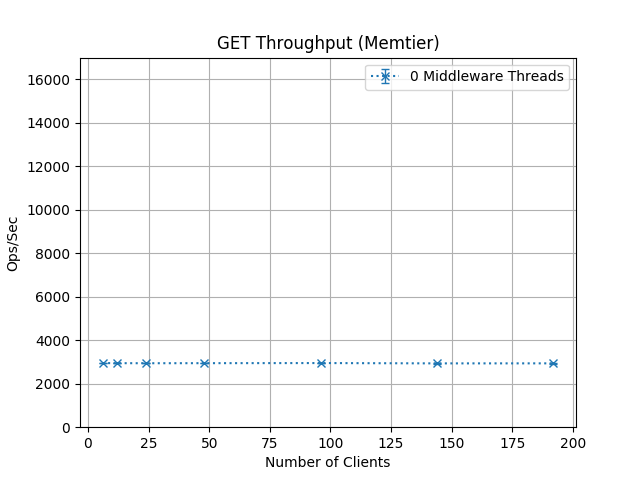 GET Throughput (Memtier)
0 Middleware Threads
16000
14000
12000
10000
8000
6000
4000
2000
0
Ops/Sec
0 25 50 75 100 125 150 175 200
Number of Clients